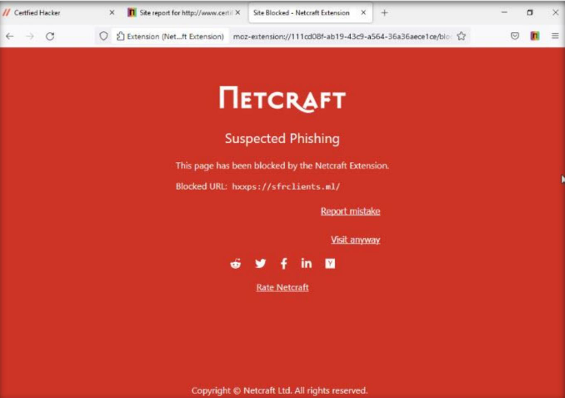 Certified Hacker
Site report for http://www.certif
Site Blocked - Netcraft Extension
Extension (Net...ft Extension)
moz-extension://111cd08f-ab19-43c9-a564-36a36aece1ce/blo
NETCRAFT
Suspected Phishing
This page has been blocked by the Netcraft Extension.
Blocked URL: hxxps://sfrclients.ml/
Report mistake
Visit anyway
Rate Netcraft
Copyright © Netcraft Ltd. All rights reserved.